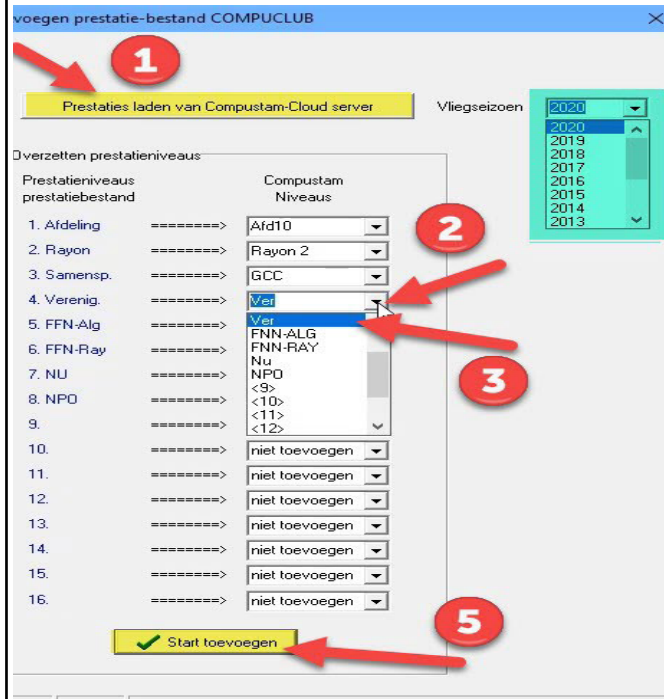 voegen prestatie-bestand COMPUCLUB
1
Prestaties laden van Compustam-Cloud server
Vliegseizoen
2020
2020
2019
2018
2017
2016
2015
2014
2013
Overzetten prestatieniveaus
Prestatieniveaus Compustam
prestatiebestand Niveaus
1. Afdeling ========> Afd10
2
2. Rayon ========> Rayon 2
3. Samensp. ========> GCC
4. Verenig. ========> Ver
5. FFN-Alg ========> Ver
FNN-ALG
6. FFN-Ray ========> FNN-RAY
Nu
3
7. NU ========> NPO
<9>
8. NPO ========> <10>
<11>
9. ========> <12>
10. ========> niet toevoegen
11. ========> niet toevoegen
12. ========> niet toevoegen
13. ========> niet toevoegen
14. ========> niet toevoegen
15. ========> niet toevoegen
16. ========> niet toevoegen
5
Start toevoegen